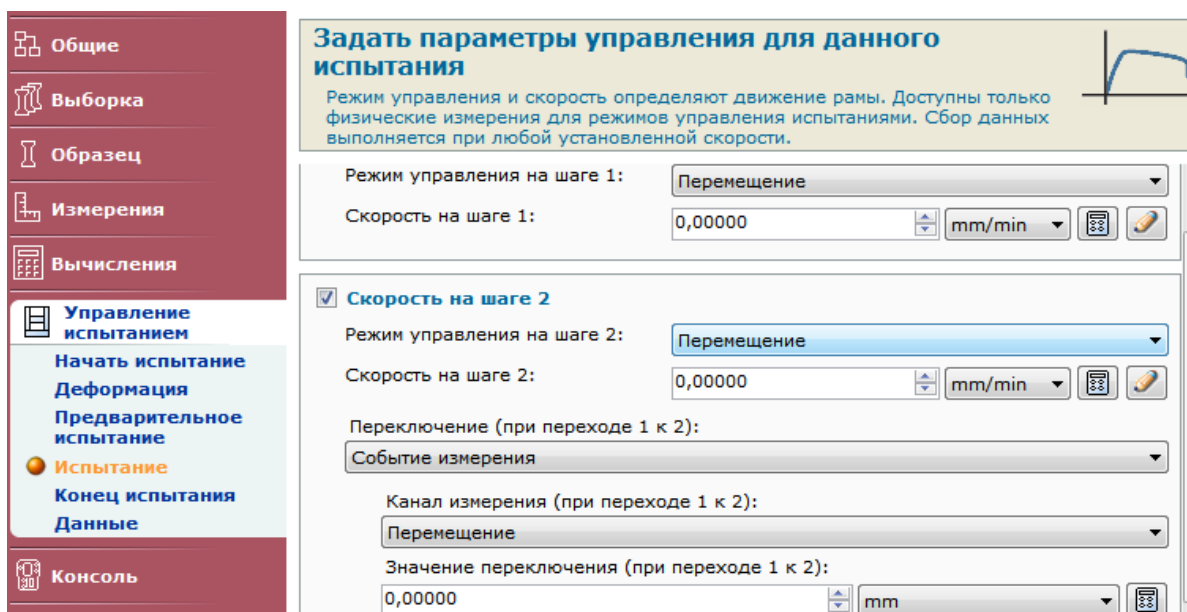 Общие
Выборка
Образец
Измерения
Вычисления
Управление
испытанием
Начать испытание
Деформация
Предварительное
испытание
Испытание
Конец испытания
Данные
Консоль
Задать параметры управления для данного
испытания
Режим управления и скорость определяют движение рамы. Доступны только
физические измерения для режимов управления испытаниями. Сбор данных
выполняется при любой установленной скорости.
Режим управления на шаге 1:
Перемещение
Скорость на шаге 1:
0,00000 mm/min
Скорость на шаге 2
Режим управления на шаге 2:
Перемещение
Скорость на шаге 2:
0,00000 mm/min
Переключение (при переходе 1 к 2):
Событие измерения
Канал измерения (при переходе 1 к 2):
Перемещение
Значение переключения (при переходе 1 к 2):
0,00000 mm